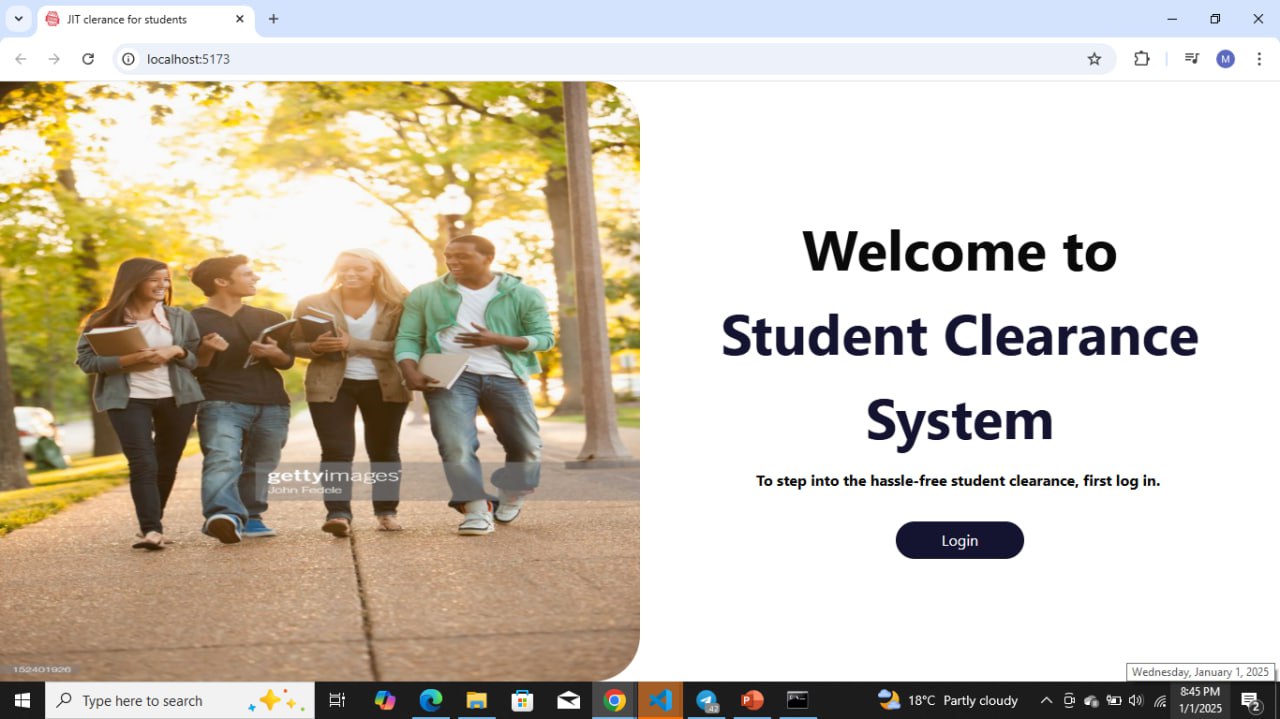 JIT clerance for students
localhost:5173
M
Welcome to
Student Clearance
System
To step into the hassle-free student clearance, first log in.
Login
gettyimages
John Fedele
152401926
Wednesday, January 1, 2025
Type here to search
42
18°C Partly cloudy
8:45 PM
1/1/2025
2